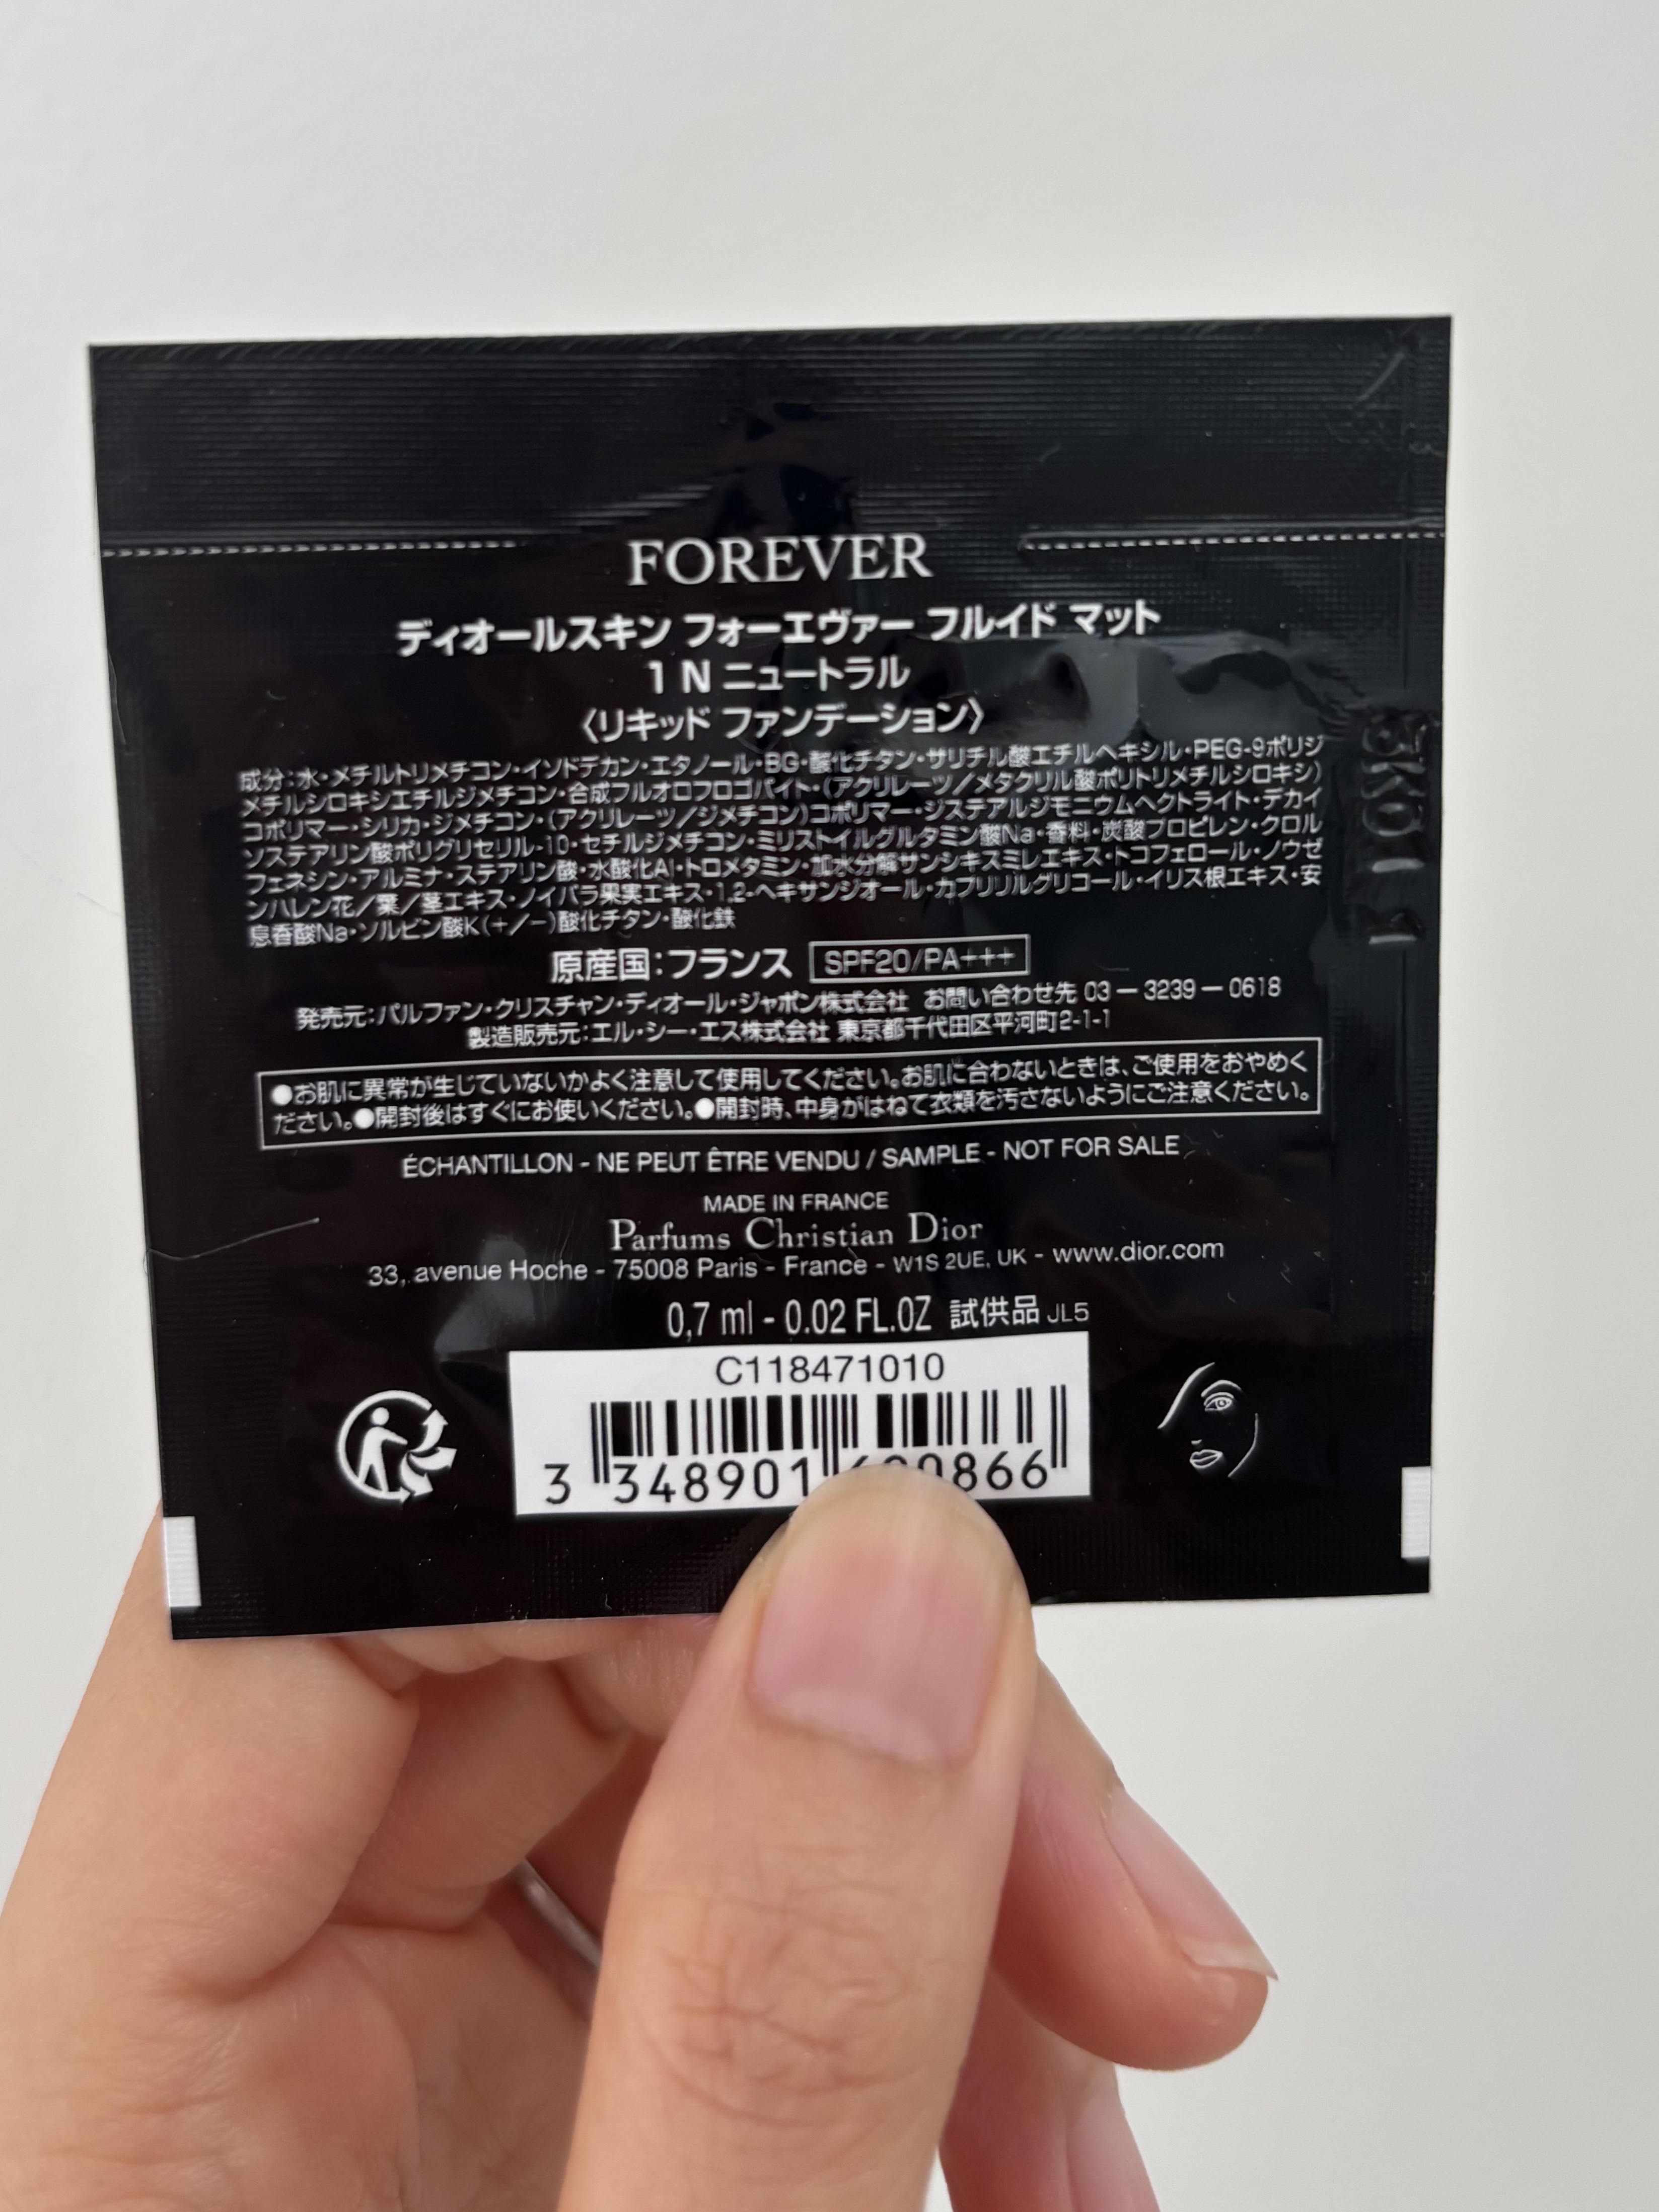 FOREVER
ディオールスキン フォーエヴァー フルイド マット
1 N ニュートラル
〈リキッド ファンデーション〉
成分：水・メチルトリメチコン・イソドデカン・エタノール・BG・酸化チタン・サリチル酸エチルヘキシル・PEG-9ポリジ
メチルシロキシエチルジメチコン・合成フルオロフロゴパイト・（アクリレーツ／メタクリル酸ポリトリメチルシロキシ）
コポリマー・シリカ・ジメチコン・（アクリレーツ／ジメチコン）コポリマー・ジステアルジモニウムヘクトライト・デカイ
ソステアリン酸ポリグリセリル-10・セチルジメチコン・ミリストイルグルタミン酸Na・香料・炭酸プロピレン・クロル
フェネシン・アルミナ・ステアリン酸・水酸化Al・トロメタミン・加水分解サンシキスミレエキス・トコフェロール・ノウゼ
ンハレン花／葉／茎エキス・ノイバラ果実エキス・1,2-ヘキサンジオール・カプリリルグリコール・イリス根エキス・安
息香酸Na・ソルビン酸K(＋／－)酸化チタン・酸化鉄
原産国：フランス SPF20/PA+++
発売元：パルファン・クリスチャン・ディオール・ジャポン株式会社 お問い合わせ先 03 － 3239 － 0618
製造販売元：エル・シー・エス株式会社 東京都千代田区平河町2-1-1
●お肌に異常が生じていないかよく注意して使用してください。お肌に合わないときは、ご使用をおやめく
ださい。●開封後はすぐにお使いください。●開封時、中身がはねて衣類を汚さないようにご注意ください。
ÉCHANTILLON - NE PEUT ÊTRE VENDU / SAMPLE - NOT FOR SALE
MADE IN FRANCE
Parfums Christian Dior
33, avenue Hoche - 75008 Paris - France - W1S 2UE, UK - www.dior.com
0,7 ml - 0.02 FL.OZ 試供品 JL5
C118471010
3 348901 866
3K01